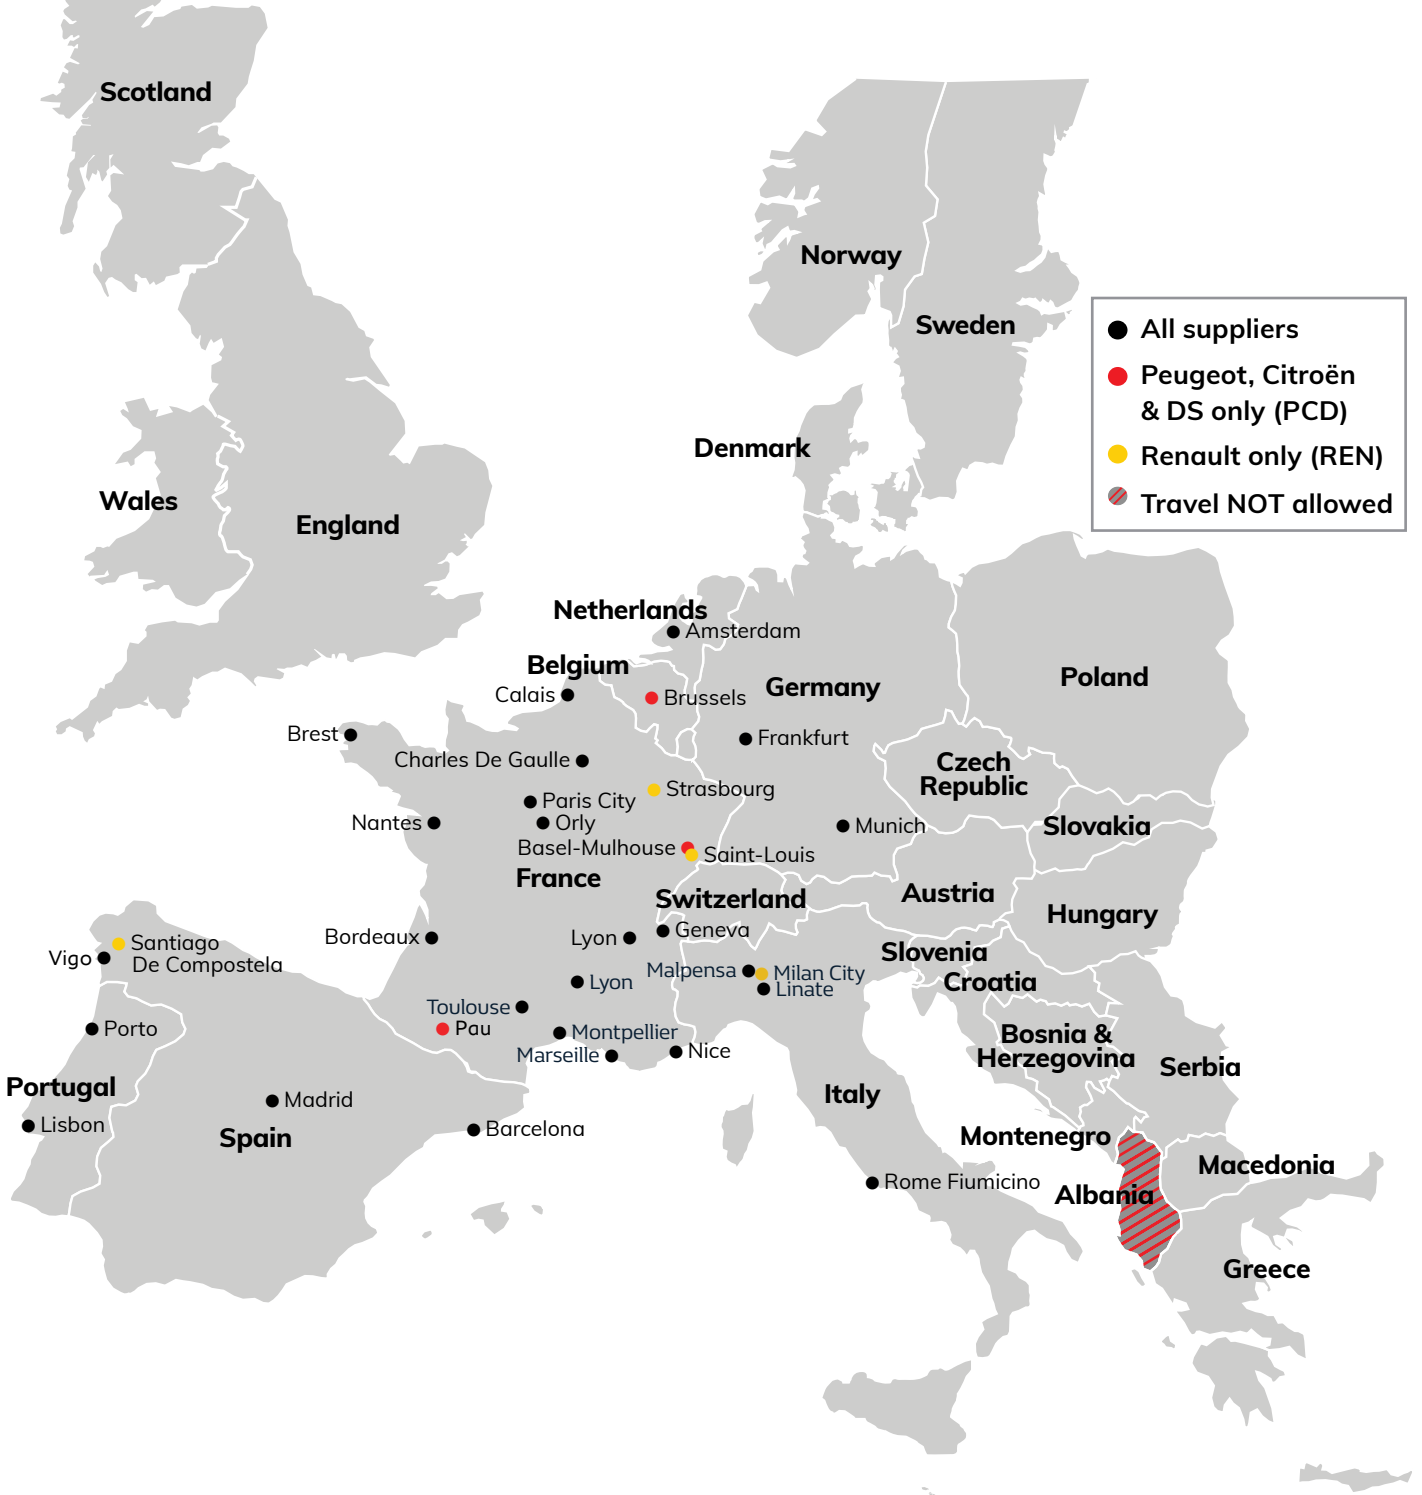 Scotland
Norway
Sweden
All suppliers
Peugeot, Citroën
& DS only (PCD)
Renault only (REN)
Travel NOT allowed
Denmark
Wales
England
Netherlands
Amsterdam
Belgium
Calais
Brussels
Germany
Poland
Brest
Frankfurt
Charles De Gaulle
Czech
Republic
Strasbourg
Paris City
Nantes
Orly
Munich
Slovakia
Basel-Mulhouse
Saint-Louis
France
Switzerland
Austria
Hungary
Bordeaux
Lyon
Geneva
Santiago
De Compostela
Vigo
Slovenia
Malpensa
Milan City
Linate
Croatia
Lyon
Toulouse
Pau
Montpellier
Marseille
Nice
Porto
Bosnia &
Herzegovina
Serbia
Portugal
Madrid
Italy
Lisbon
Spain
Barcelona
Montenegro
Macedonia
Rome Fiumicino
Albania
Greece